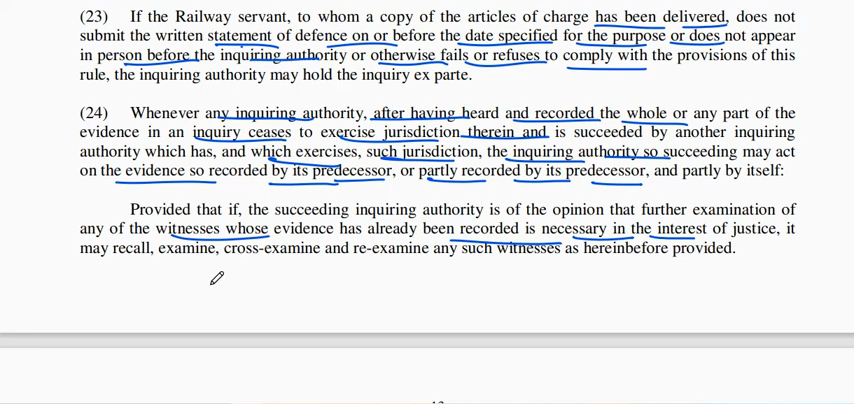 (23) If the Railway servant, to whom a copy of the articles of charge has been delivered, does not
submit the written statement of defence on or before the date specified for the purpose or does not appear
in person before the inquiring authority or otherwise fails or refuses to comply with the provisions of this
rule, the inquiring authority may hold the inquiry ex parte.
(24) Whenever any inquiring authority, after having heard and recorded the whole or any part of the
evidence in an inquiry ceases to exercise jurisdiction therein and is succeeded by another inquiring
authority which has, and which exercises, such jurisdiction, the inquiring authority so succeeding may act
on the evidence so recorded by its predecessor, or partly recorded by its predecessor, and partly by itself:
Provided that if, the succeeding inquiring authority is of the opinion that further examination of
any of the witnesses whose evidence has already been recorded is necessary in the interest of justice, it
may recall, examine, cross-examine and re-examine any such witnesses as hereinbefore provided.